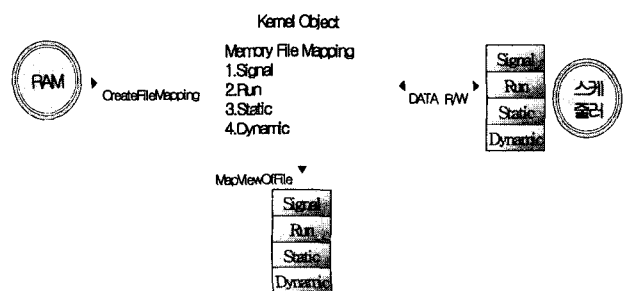 Kernel Object
RAM
CreateFileMapping
Memory File Mapping
1.Signal
2.Run
3.Static
4.Dynamic
DATA R/W
Signal
Run
Static
Dynamic
스케
줄러
MapViewOfFile
Signal
Run
Static
Dynamic